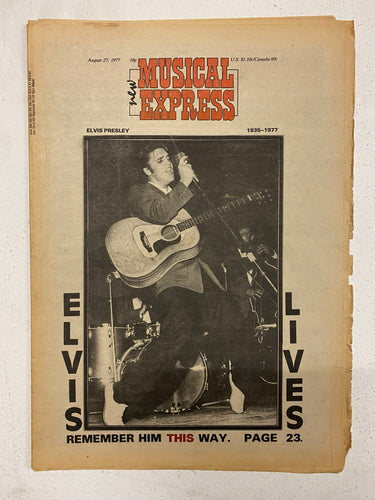 August 27, 1977 18p U.S. $1.10c/Canada 60c
new
MUSICAL
EXPRESS
ELVIS PRESLEY 1935–1977
ELVIS
LIVES
REMEMBER HIM THIS WAY. PAGE 23.